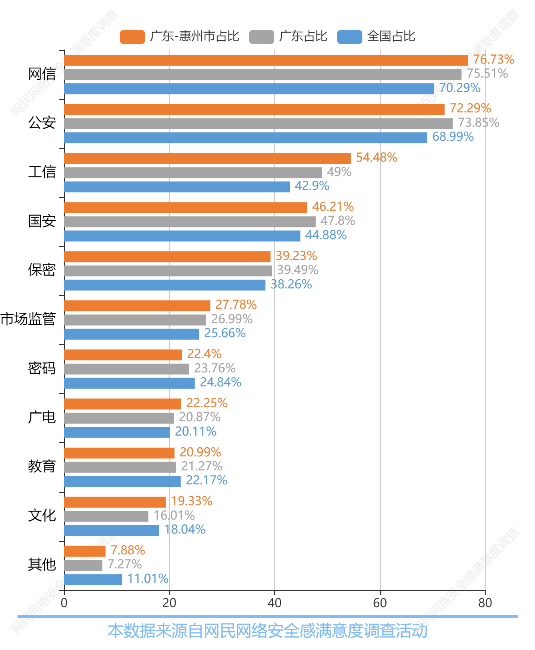 广东-惠州市占比 广东占比 全国占比
网信 76.73%
75.51%
70.29%
公安 72.29%
73.85%
68.99%
工信 54.48%
49%
42.9%
国安 46.21%
47.8%
44.88%
保密 39.23%
39.49%
38.26%
市场监管 27.78%
26.99%
25.66%
密码 22.4%
23.76%
24.84%
广电 22.25%
20.87%
20.11%
教育 20.99%
21.27%
22.17%
文化 19.33%
16.01%
18.04%
其他 7.88%
7.27%
11.01%
0 20 40 60 80
本数据来源自网民网络安全感满意度调查活动